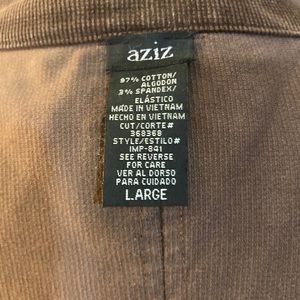 aziz
97% COTTON/
ALGODON
3% SPANDEX/
ELÁSTICO
MADE IN VIETNAM
HECHO EN VIETNAM
CUT/CORTE#
368368
STYLE/ESTILO#
IMP-841
SEE REVERSE
FOR CARE
VER AL DORSO
PARA CUIDADO
LARGE